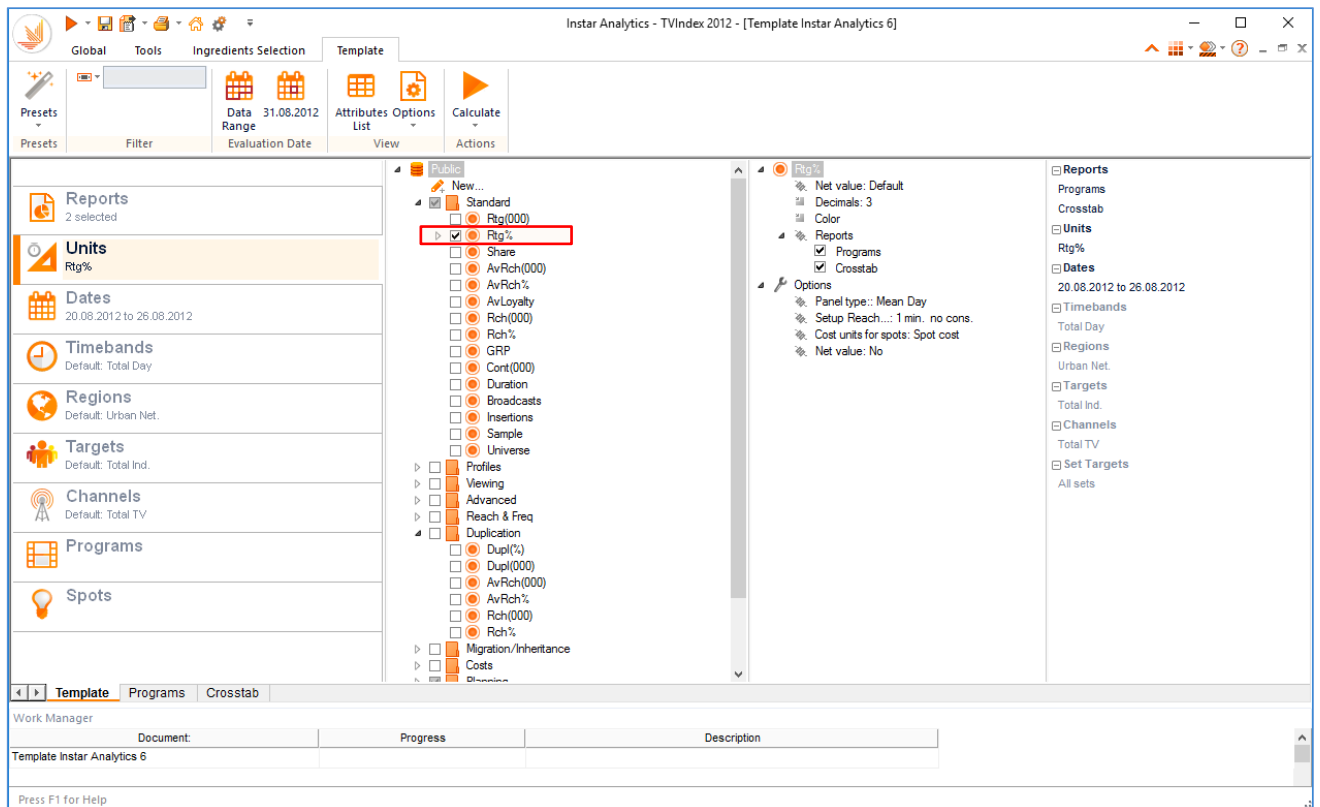 Instar Analytics - TVIndex 2012 - [Template Instar Analytics 6]
Global Tools Ingredients Selection Template
Presets
Data Range
31.08.2012
Attributes List
Options
Calculate
Presets Filter Evaluation Date View Actions
Reports
2 selected
Units
Rtg%
Dates
20.08.2012 to 26.08.2012
Timebands
Default: Total Day
Regions
Default: Urban Net.
Targets
Default: Total Ind.
Channels
Default: Total TV
Programs
Spots
Public
New...
Standard
Rtg(000)
Rtg%
Share
AvRch(000)
AvRch%
AvLoyalty
Rch(000)
Rch%
GRP
Cont(000)
Duration
Broadcasts
Insertions
Sample
Universe
Profiles
Viewing
Advanced
Reach & Freq
Duplication
Dupl(%)
Dupl(000)
AvRch(000)
AvRch%
Rch(000)
Rch%
Migration/Inheritance
Costs
Planning
Rtg%
Net value: Default
Decimals: 3
Color
Reports
Programs
Crosstab
Options
Panel type:: Mean Day
Setup Reach...: 1 min. no cons.
Cost units for spots: Spot cost
Net value: No
Reports
Programs
Crosstab
Units
Rtg%
Dates
20.08.2012 to 26.08.2012
Timebands
Total Day
Regions
Urban Net.
Targets
Total Ind.
Channels
Total TV
Set Targets
All sets
Template Programs Crosstab
Work Manager
Document: Progress Description
Template Instar Analytics 6
Press F1 for Help